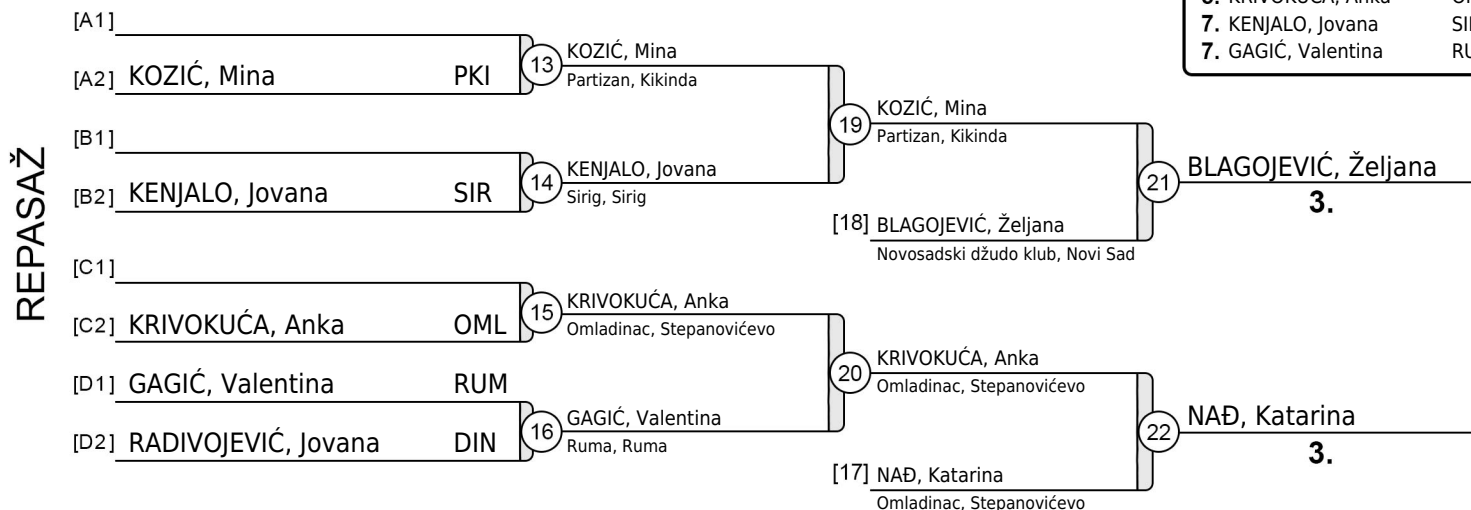 REPASAŽ
[A1]
[A2] KOZIĆ, Mina PKI
13
KOZIĆ, Mina
Partizan, Kikinda
[B1]
[B2] KENJALO, Jovana SIR
14
KENJALO, Jovana
Sirig, Sirig
19
KOZIĆ, Mina
Partizan, Kikinda
[18] BLAGOJEVIĆ, Željana
Novosadski džudo klub, Novi Sad
21
BLAGOJEVIĆ, Željana
3.
[C1]
[C2] KRIVOKUĆA, Anka OML
15
KRIVOKUĆA, Anka
Omladinac, Stepanovićevo
[D1] GAGIĆ, Valentina RUM
[D2] RADIVOJEVIĆ, Jovana DIN
16
GAGIĆ, Valentina
Ruma, Ruma
20
KRIVOKUĆA, Anka
Omladinac, Stepanovićevo
[17] NAĐ, Katarina
Omladinac, Stepanovićevo
22
NAĐ, Katarina
3.
7. KENJALO, Jovana
7. GAGIĆ, Valentina